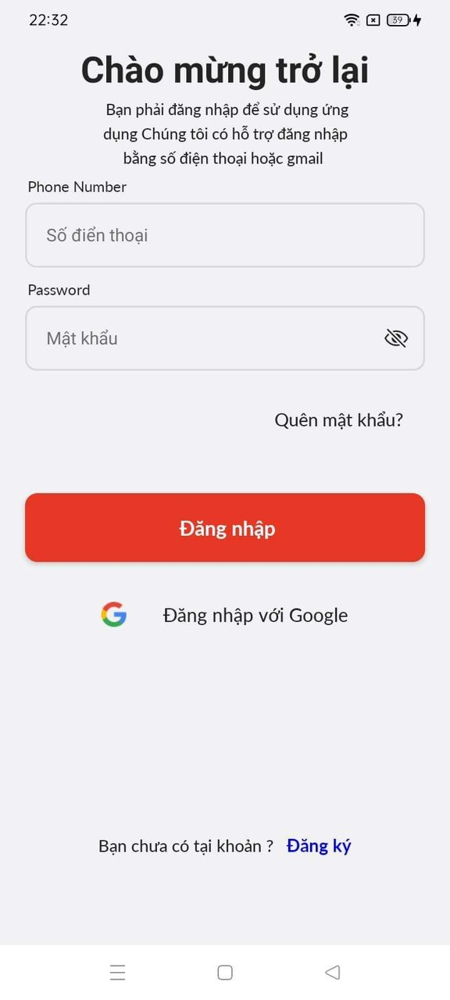 22:32
39
Chào mừng trở lại
Bạn phải đăng nhập để sử dụng ứng
dụng Chúng tôi có hỗ trợ đăng nhập
bằng số điện thoại hoặc gmail
Phone Number
Số điển thoại
Password
Mật khẩu
Quên mật khẩu?
Đăng nhập
Đăng nhập với Google
Bạn chưa có tại khoản ? Đăng ký